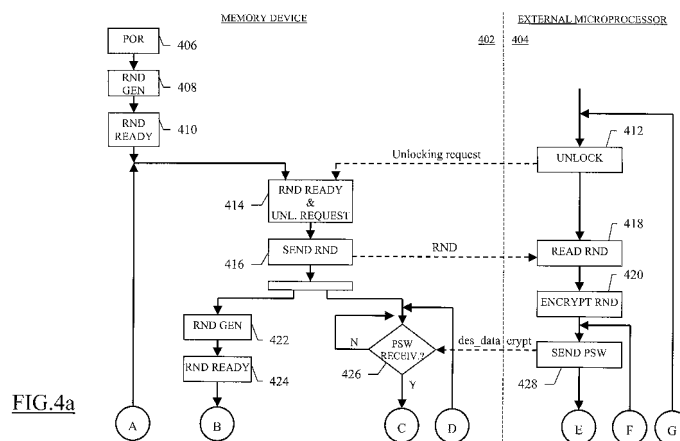 MEMORY DEVICE
EXTERNAL MICROPROCESSOR
402
404
POR
406
RND
GEN
408
RND
READY
410
UNLOCK
412
Unlocking request
RND READY
&
UNL. REQUEST
414
SEND RND
416
RND
READ RND
418
ENCRYPT RND
420
RND GEN
422
RND READY
424
N
PSW
RECEIV.?
426
Y
des_data_crypt
SEND PSW
428
FIG.4a
A
B
C
D
E
F
G